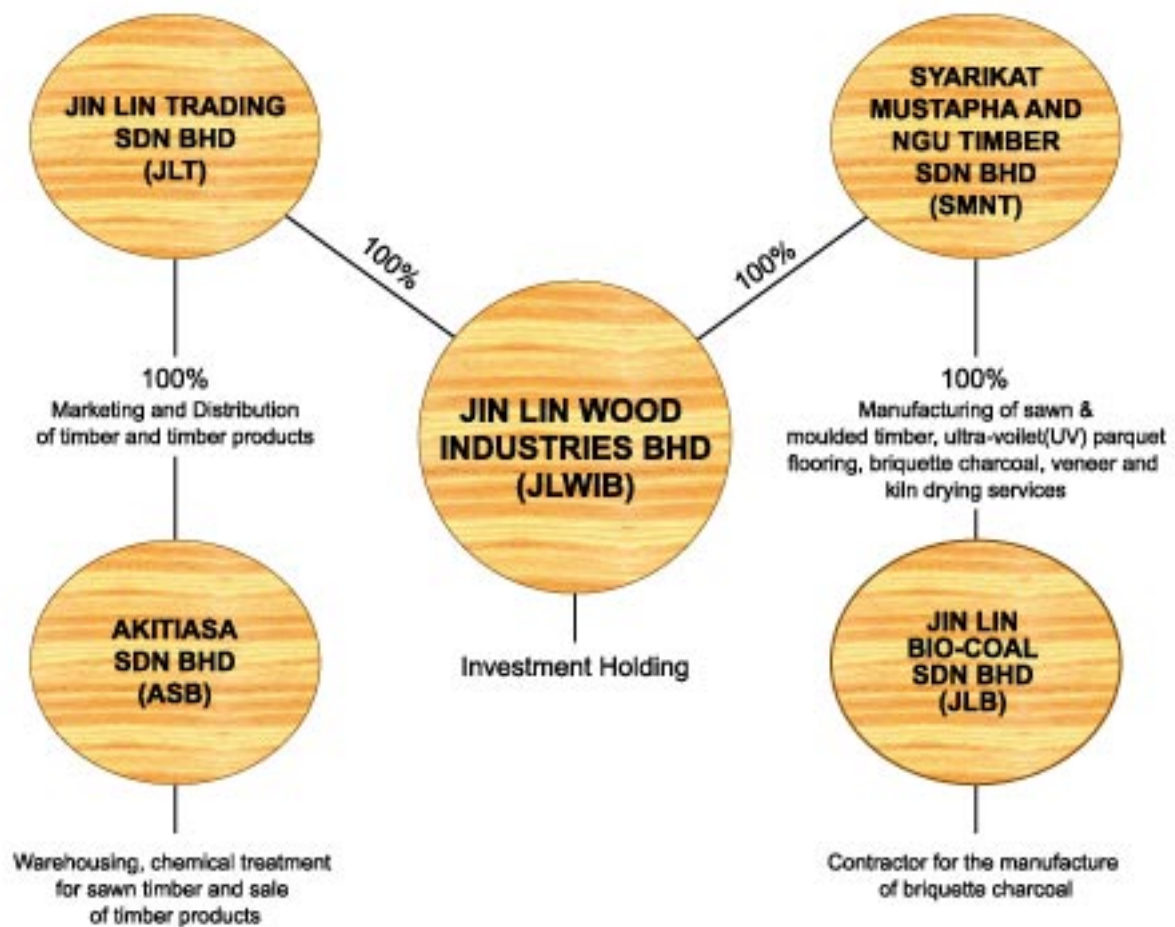 JIN LIN TRADING
SDN BHD
(JLT)
SYARIKAT
MUSTAPHA AND
NGU TIMBER
SDN BHD
(SMNT)
100%
100%
100%
Marketing and Distribution
of timber and timber products
JIN LIN WOOD
INDUSTRIES BHD
(JLWIB)
100%
Manufacturing of sawn &
moulded timber, ultra-voilet(UV) parquet
flooring, briquette charcoal, veneer and
kiln drying services
AKITIASA
SDN BHD
(ASB)
Investment Holding
JIN LIN
BIO-COAL
SDN BHD
(JLB)
Warehousing, chemical treatment
for sawn timber and sale
of timber products
Contractor for the manufacture
of briquette charcoal